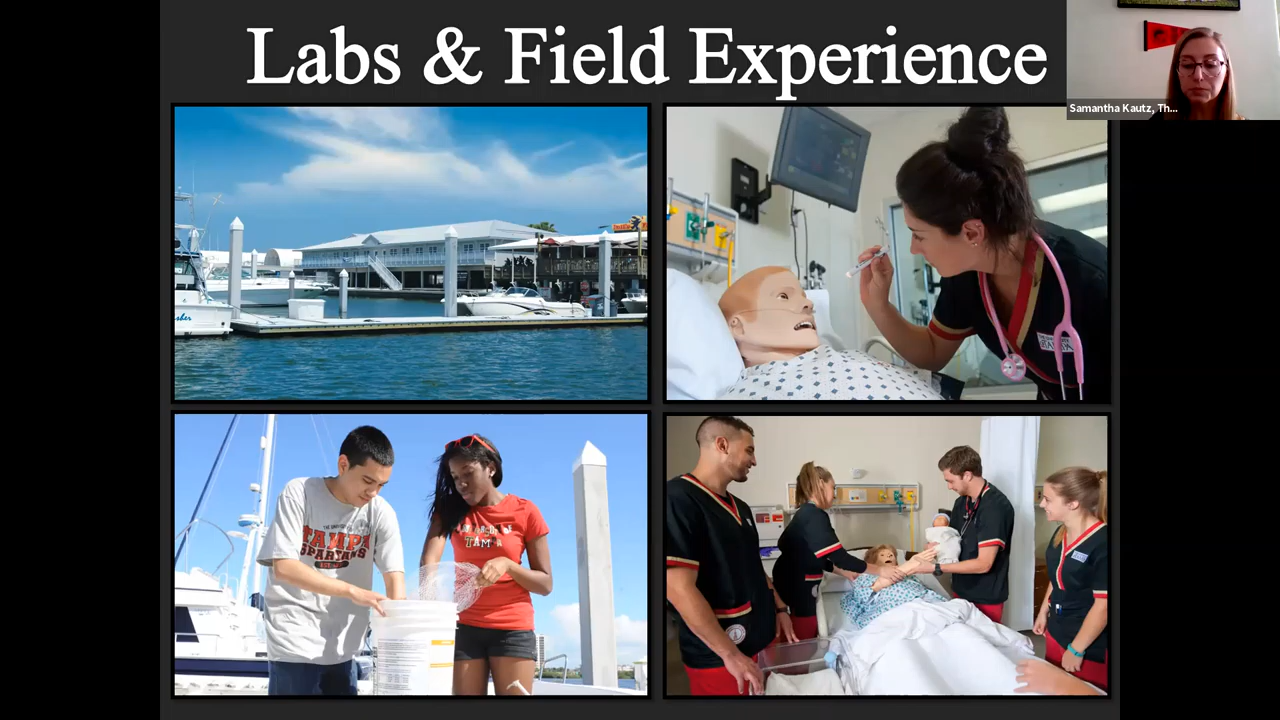 Labs & Field Experience
Samantha Kautz, Th...
TAMPA
SPARTANS
TAMPA